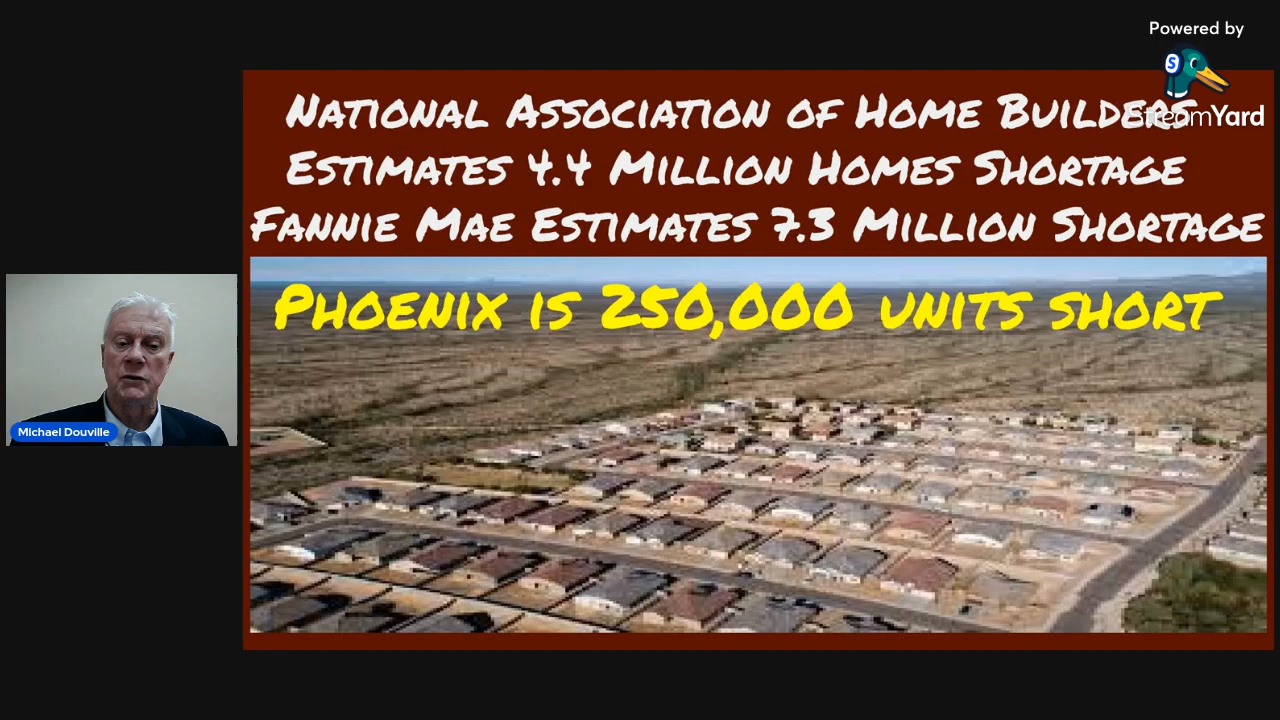 Powered by
StreamYard
National Association of Home Builders
Estimates 4.4 Million Homes Shortage
Fannie Mae Estimates 7.3 Million Shortage
Phoenix is 250,000 units short
Michael Douville